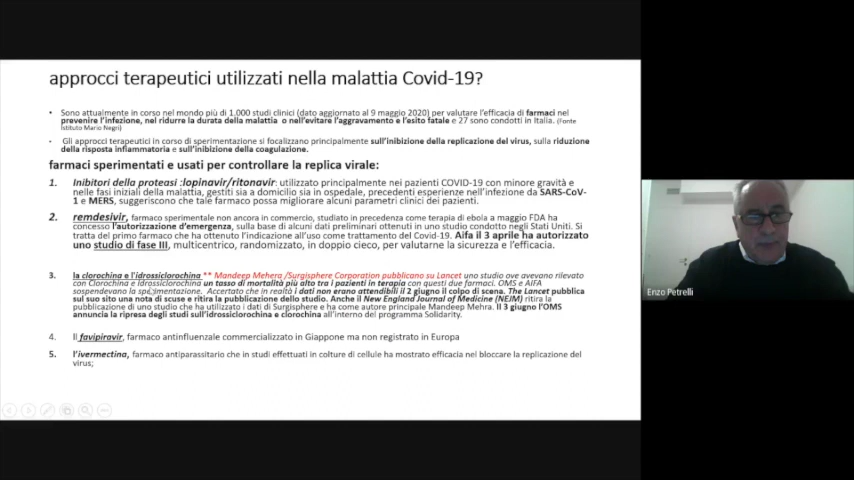 approcci terapeutici utilizzati nella malattia Covid-19?
• Sono attualmente in corso nel mondo più di 1.000 studi clinici (dato aggiornato al 9 maggio 2020) per valutare l'efficacia di farmaci nel
prevenire l'infezione, nel ridurre la durata della malattia o nell'evitare l'aggravamento e l'esito fatale e 27 sono condotti in Italia. (Fonte
Istituto Mario Negri)
• Gli approcci terapeutici in corso di sperimentazione si focalizzano principalmente sull'inibizione della replicazione del virus, sulla riduzione
della risposta infiammatoria e sull'inibizione della coagulazione.
farmaci sperimentati e usati per controllare la replica virale:
1. Inibitori della proteasi :lopinavir/ritonavir: utilizzato principalmente nei pazienti COVID-19 con minore gravità e
nelle fasi iniziali della malattia, gestiti sia a domicilio sia in ospedale, precedenti esperienze nell'infezione da SARS-CoV-
1 e MERS, suggeriscono che tale farmaco possa migliorare alcuni parametri clinici dei pazienti.
2. remdesivir, farmaco sperimentale non ancora in commercio, studiato in precedenza come terapia di ebola a maggio FDA ha
concesso l'autorizzazione d'emergenza, sulla base di alcuni dati preliminari ottenuti in uno studio condotto negli Stati Uniti. Si
tratta del primo farmaco che ha ottenuto l'indicazione all'uso come trattamento del Covid-19. Aifa il 3 aprile ha autorizzato
uno studio di fase III, multicentrico, randomizzato, in doppio cieco, per valutarne la sicurezza e l'efficacia.
3. la clorochina e l'idrossiclorochina ** Mandeep Mehera /Surgisphere Corporation pubblicano su Lancet uno studio ove avevano rilevato
con Clorochina e Idrossiclorochina un tasso di mortalità più alto tra i pazienti in terapia con questi due farmaci. OMS e AIFA
sospendevano la sperimentazione. Accertato che in realtà i dati non erano attendibili il 2 giugno il colpo di scena. The Lancet pubblica
sul suo sito una nota di scuse e ritira la pubblicazione dello studio. Anche il New England Journal of Medicine (NEJM) ritira la
pubblicazione di uno studio che ha utilizzato i dati di Surgisphere e ha come autore principale Mandeep Mehra. Il 3 giugno l'OMS
annuncia la ripresa degli studi sull'idrossiclorochina e clorochina all'interno del programma Solidarity.
4. Il favipiravir, farmaco antinfluenzale commercializzato in Giappone ma non registrato in Europa
5. l'ivermectina, farmaco antiparassitario che in studi effettuati in colture di cellule ha mostrato efficacia nel bloccare la replicazione del
virus;
Enzo Petrelli